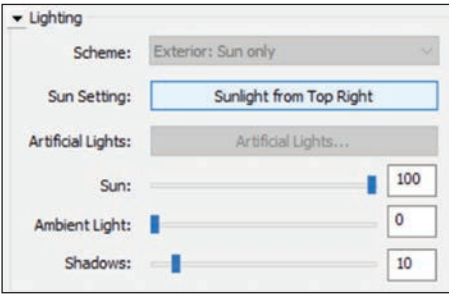 Lighting
Scheme: Exterior: Sun only
Sun Setting: Sunlight from Top Right
Artificial Lights: Artificial Lights...
Sun: 100
Ambient Light: 0
Shadows: 10